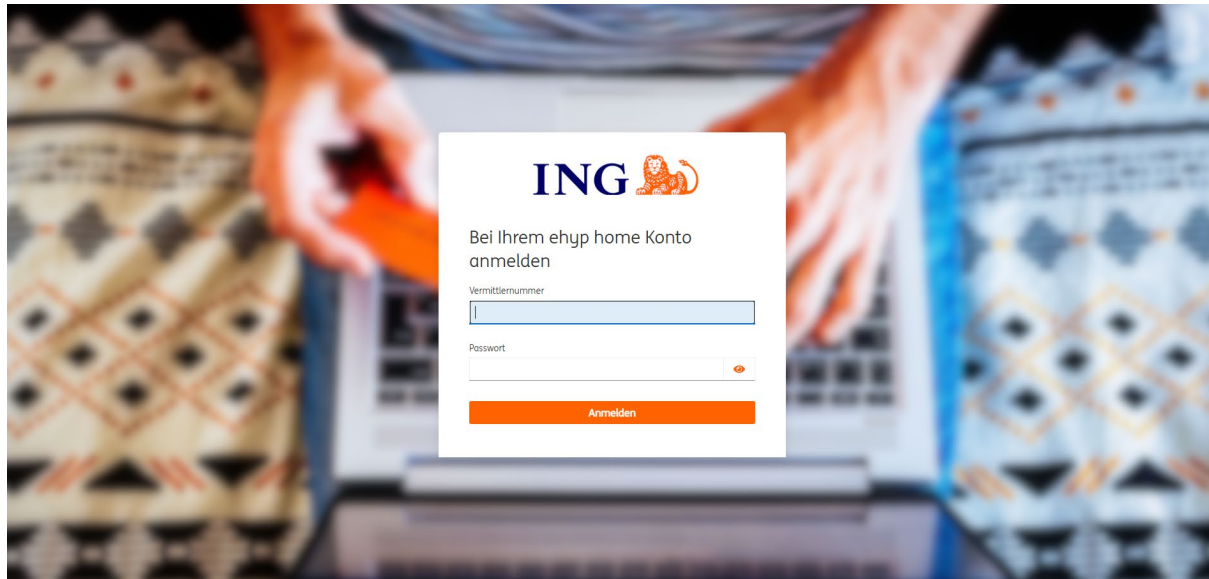 ING
Bei Ihrem ehyp home Konto
anmelden
Vermittlernummer
Passwort
Anmelden